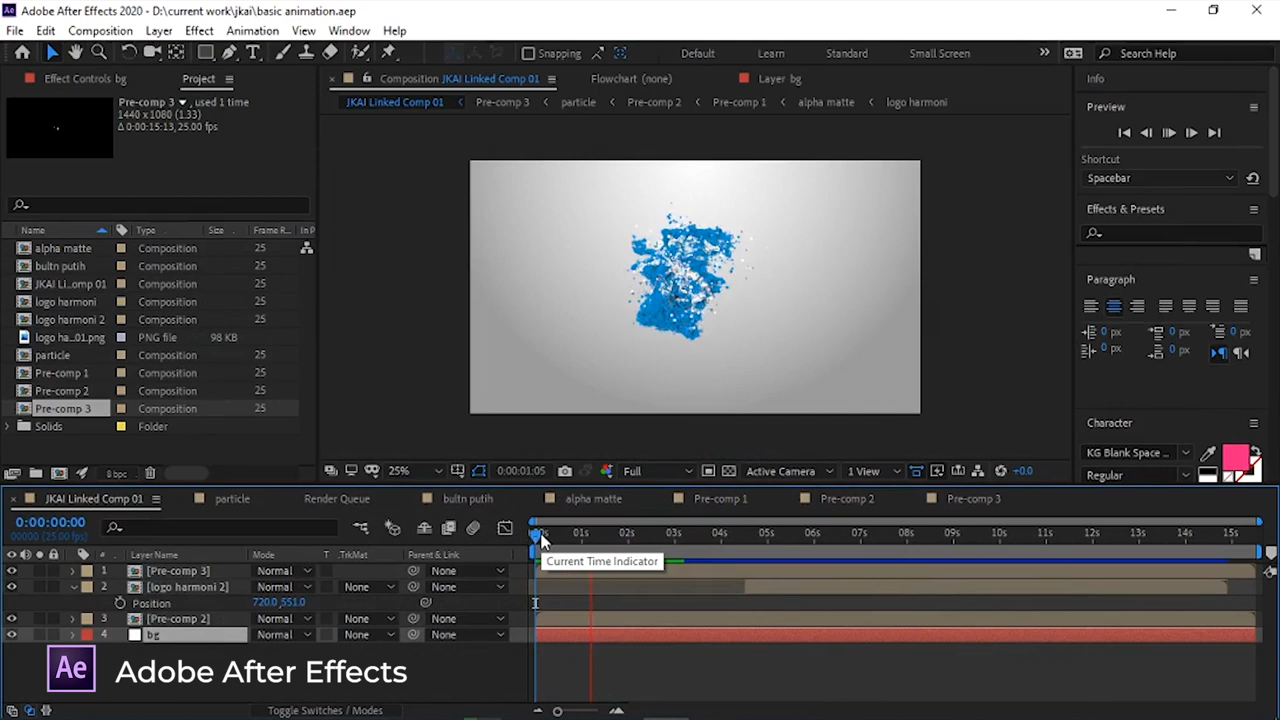 Adobe After Effects 2020 - D:\current work\jkai\basic animation.aep
File Edit Composition Layer Effect Animation View Window Help
Snapping Default Learn Standard Small Screen Search Help
Effect Controls bg Project
Composition JKAI Linked Comp 01 Flowchart (none) Layer bg
JKAI Linked Comp 01 Pre-comp 3 particle Pre-comp 2 Pre-comp 1 alpha matte logo harmoni
Pre-comp 3 , used 1 time
1440 x 1080 (1.33)
Δ 0:00:15:13, 25.00 fps
Name Type Size Frame R... In P
alpha matte Composition 25
bultn putih Composition 25
JKAI Li...omp 01 Composition 25
logo harmoni Composition 25
logo harmoni 2 Composition 25
logo ha...01.png PNG file 98 KB
particle Composition 25
Pre-comp 1 Composition 25
Pre-comp 2 Composition 25
Pre-comp 3 Composition 25
Solids Folder
8 bpc
25% 0:00:01:05 Full Active Camera 1 View +0.0
Info
Preview
Shortcut
Spacebar
Effects & Presets
Paragraph
0 px 0 px 0 px
0 px 0 px
Character
KG Blank Space ...
Regular
JKAI Linked Comp 01 particle Render Queue bultn putih alpha matte Pre-comp 1 Pre-comp 2 Pre-comp 3
0:00:00:00
00000 (25.00 fps)
01s 02s 03s 04s 05s 06s 07s 08s 09s 10s 11s 12s 13s 14s 15s
Current Time Indicator
# Layer Name Mode T .TrkMat Parent & Link
1 [Pre-comp 3] Normal None
2 [logo harmoni 2] Normal None None
Position 720.0,551.0
3 [Pre-comp 2] Normal None None
4 bg Normal None None
Ae Adobe After Effects
Toggle Switches / Modes